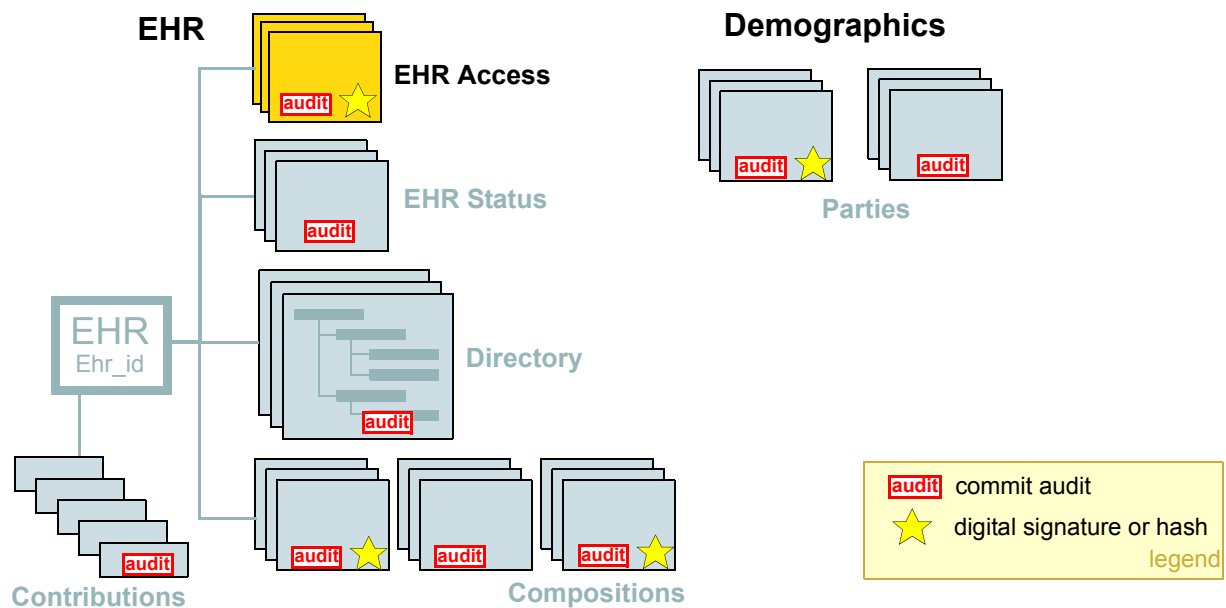 EHR
Demographics
EHR Access
audit
audit
audit
Parties
EHR Status
audit
EHR
Ehr_id
Directory
audit
audit
audit
audit
audit
Contributions
Compositions
audit commit audit
digital signature or hash
legend